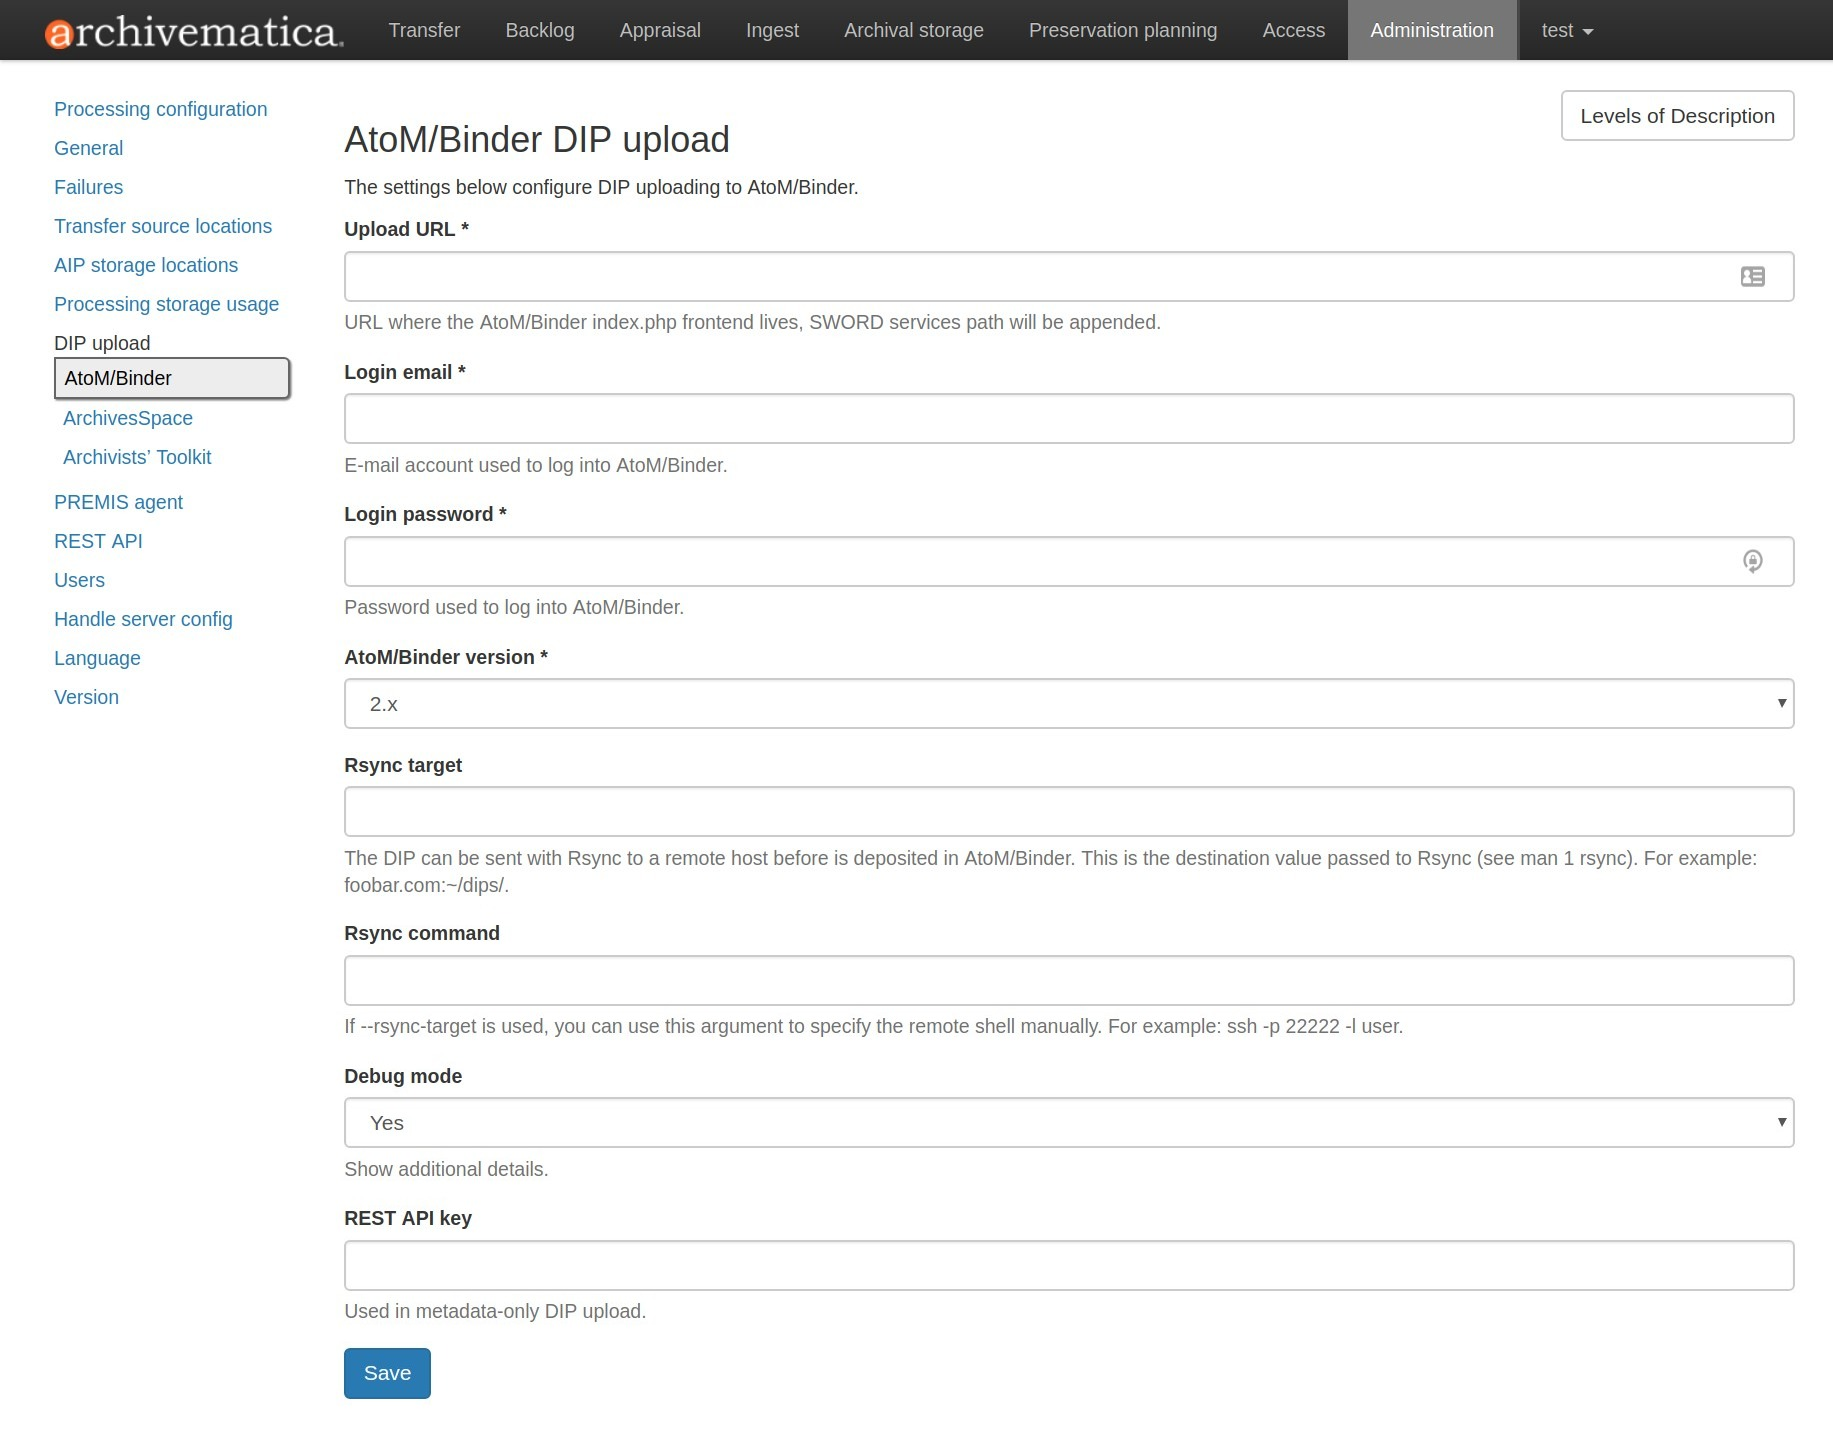 archivematica.
Transfer
Backlog
Appraisal
Ingest
Archival storage
Preservation planning
Access
Administration
test
Processing configuration
General
Failures
Transfer source locations
AIP storage locations
Processing storage usage
DIP upload
AtoM/Binder
ArchivesSpace
Archivists’ Toolkit
PREMIS agent
REST API
Users
Handle server config
Language
Version
Levels of Description
AtoM/Binder DIP upload
The settings below configure DIP uploading to AtoM/Binder.
Upload URL *
URL where the AtoM/Binder index.php frontend lives, SWORD services path will be appended.
Login email *
E-mail account used to log into AtoM/Binder.
Login password *
Password used to log into AtoM/Binder.
AtoM/Binder version *
2.x
Rsync target
The DIP can be sent with Rsync to a remote host before is deposited in AtoM/Binder. This is the destination value passed to Rsync (see man 1 rsync). For example:
foobar.com:~/dips/.
Rsync command
If --rsync-target is used, you can use this argument to specify the remote shell manually. For example: ssh -p 22222 -l user.
Debug mode
Yes
Show additional details.
REST API key
Used in metadata-only DIP upload.
Save